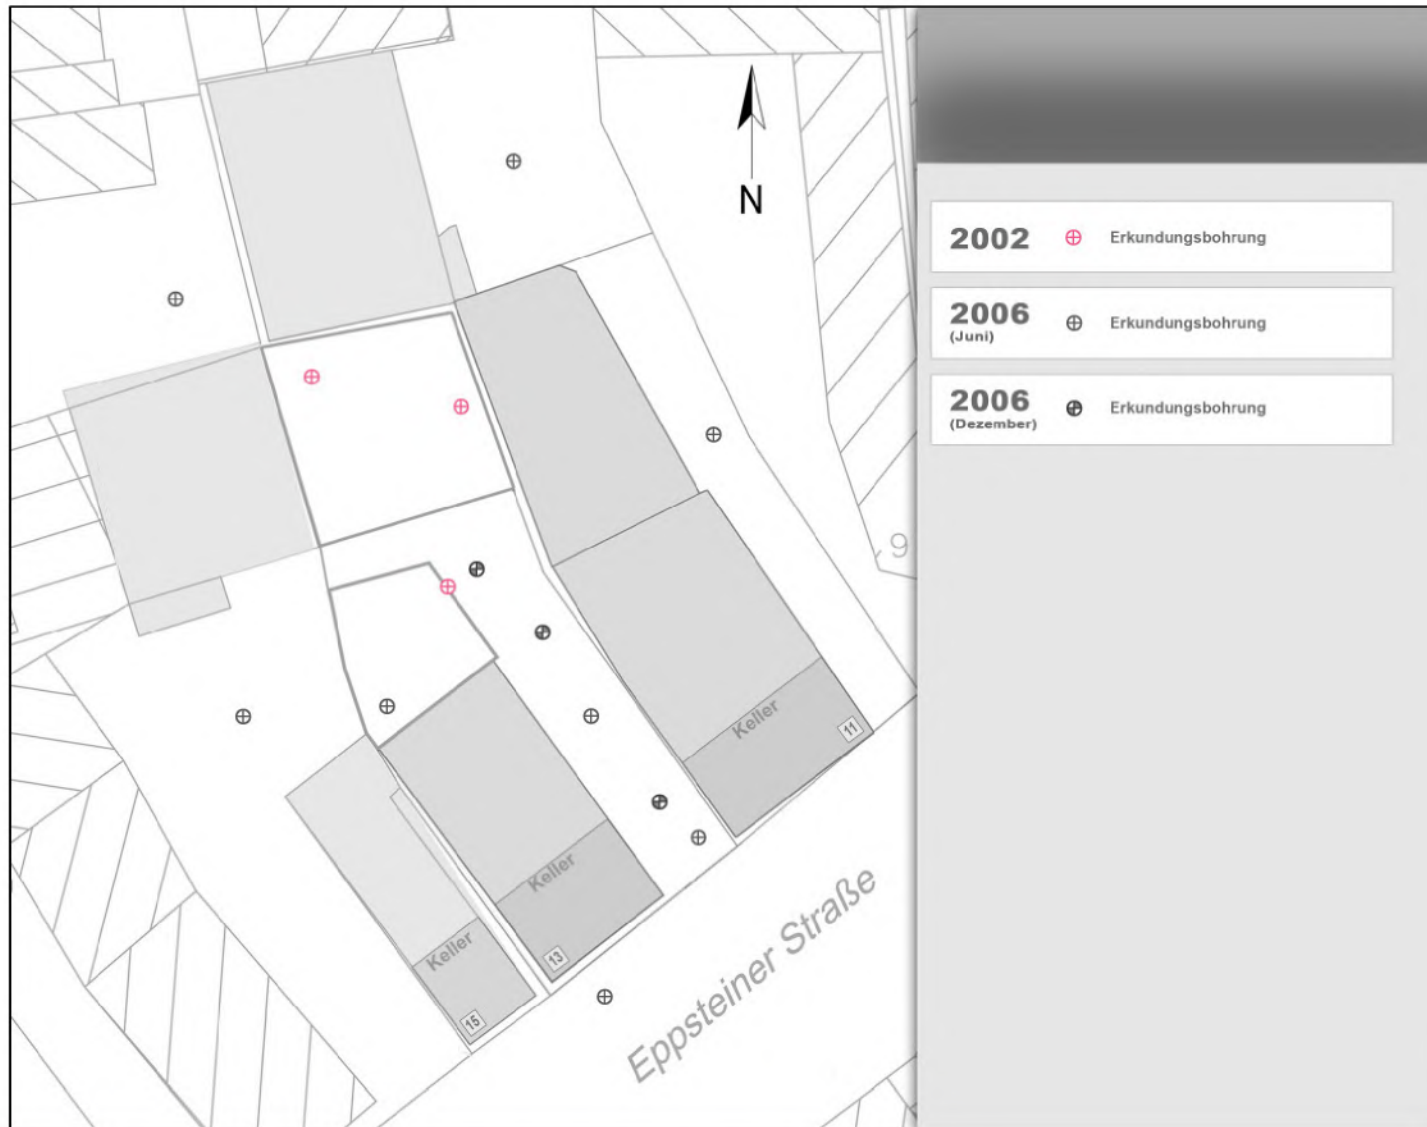 N
9
Keller
11
Keller
13
Keller
15
Eppsteiner Straße
2002 Erkundungsbohrung
2006 Erkundungsbohrung
(Juni)
2006 Erkundungsbohrung
(Dezember)